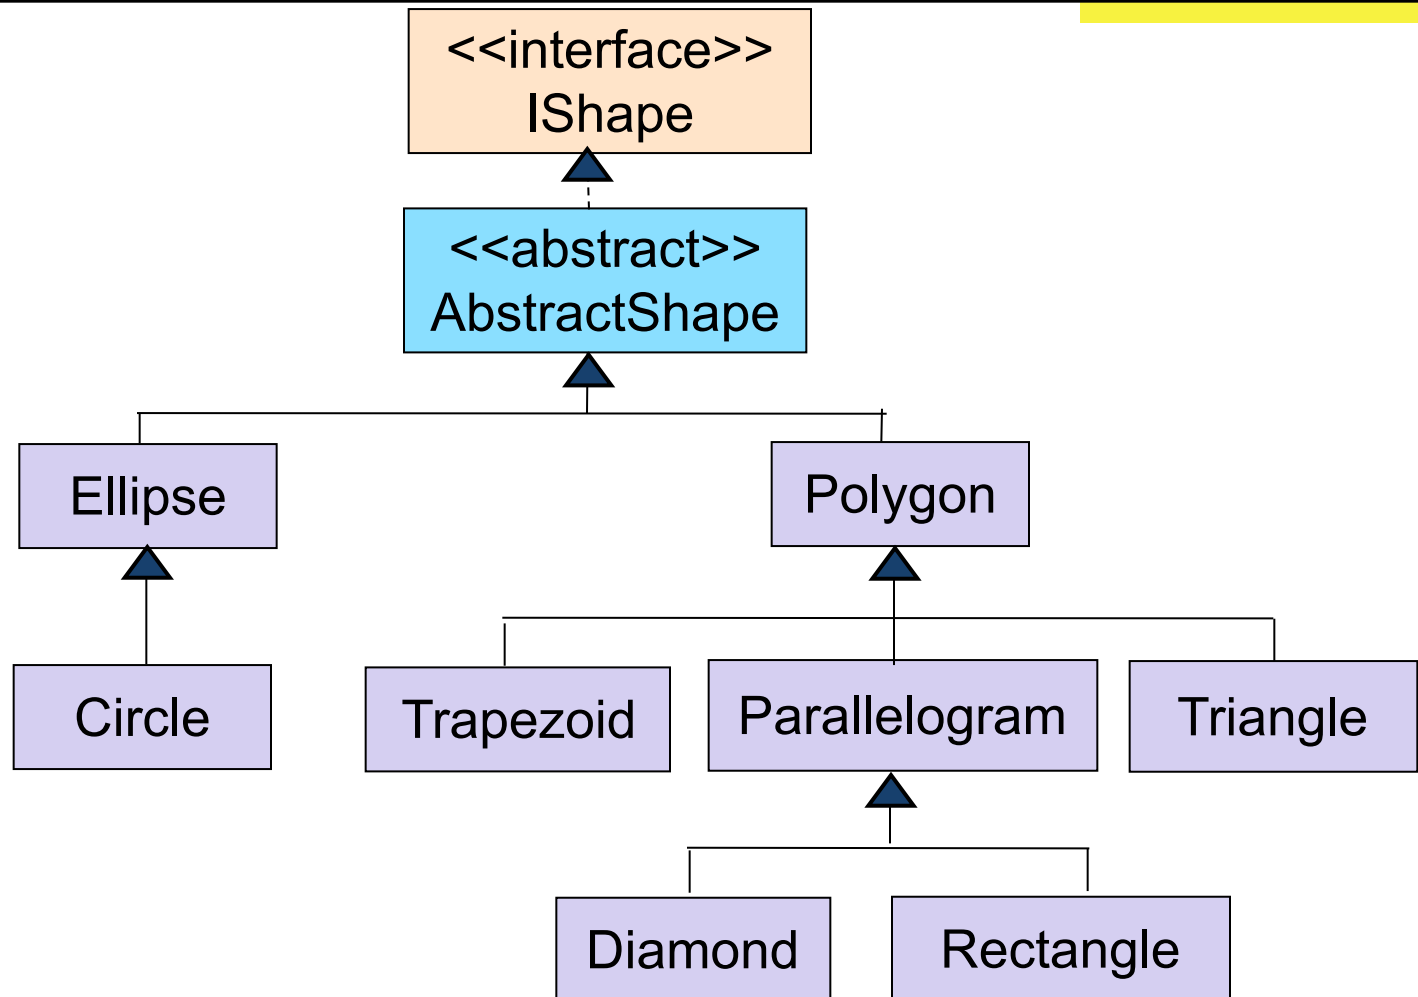 <<interface>>
IShape
<<abstract>>
AbstractShape
Ellipse
Polygon
Circle
Trapezoid
Parallelogram
Triangle
Diamond
Rectangle